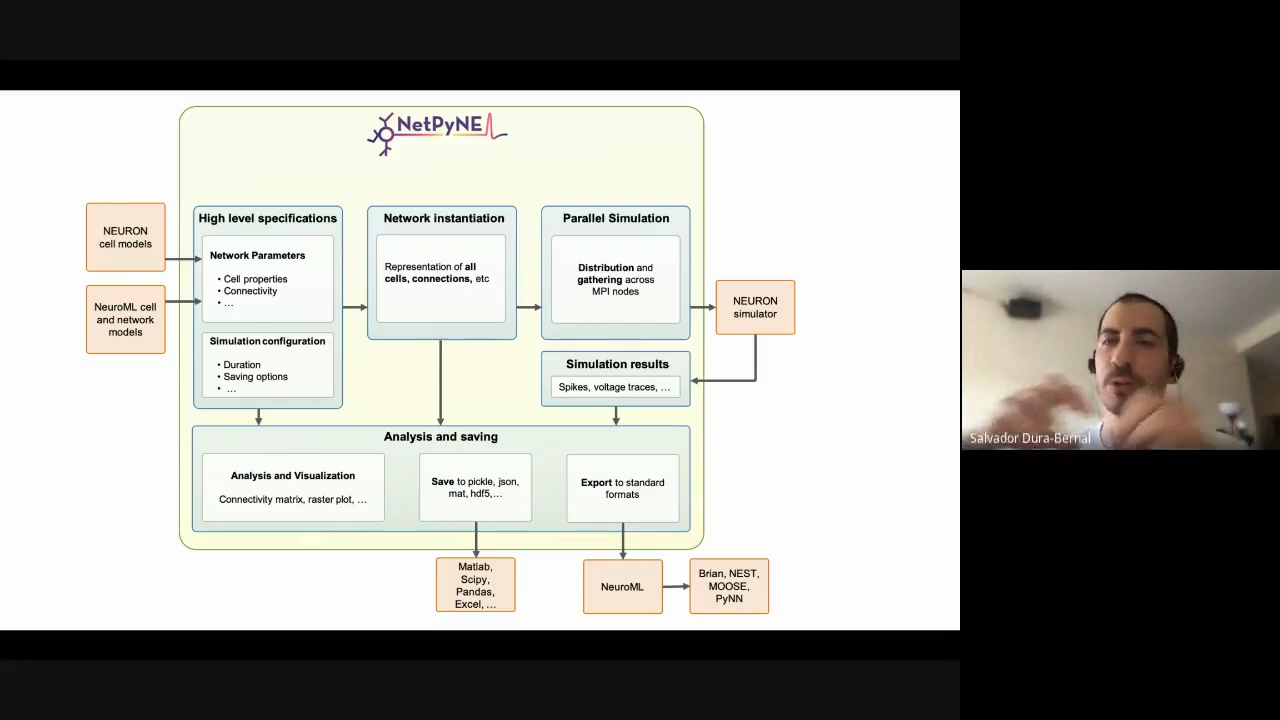 NetPyNE
NEURON
cell models
NeuroML cell
and network
models
High level specifications
Network Parameters
• Cell properties
• Connectivity
• ...
Simulation configuration
• Duration
• Saving options
• ...
Network instantiation
Representation of all
cells, connections, etc
Parallel Simulation
Distribution and
gathering across
MPI nodes
NEURON
simulator
Simulation results
Spikes, voltage traces, ...
Analysis and saving
Analysis and Visualization
Connectivity matrix, raster plot, ...
Save to pickle, json,
mat, hdf5,...
Export to standard
formats
Matlab,
Scipy,
Pandas,
Excel, ...
NeuroML
Brian, NEST,
MOOSE,
PyNN
Salvador Dura-Bernal